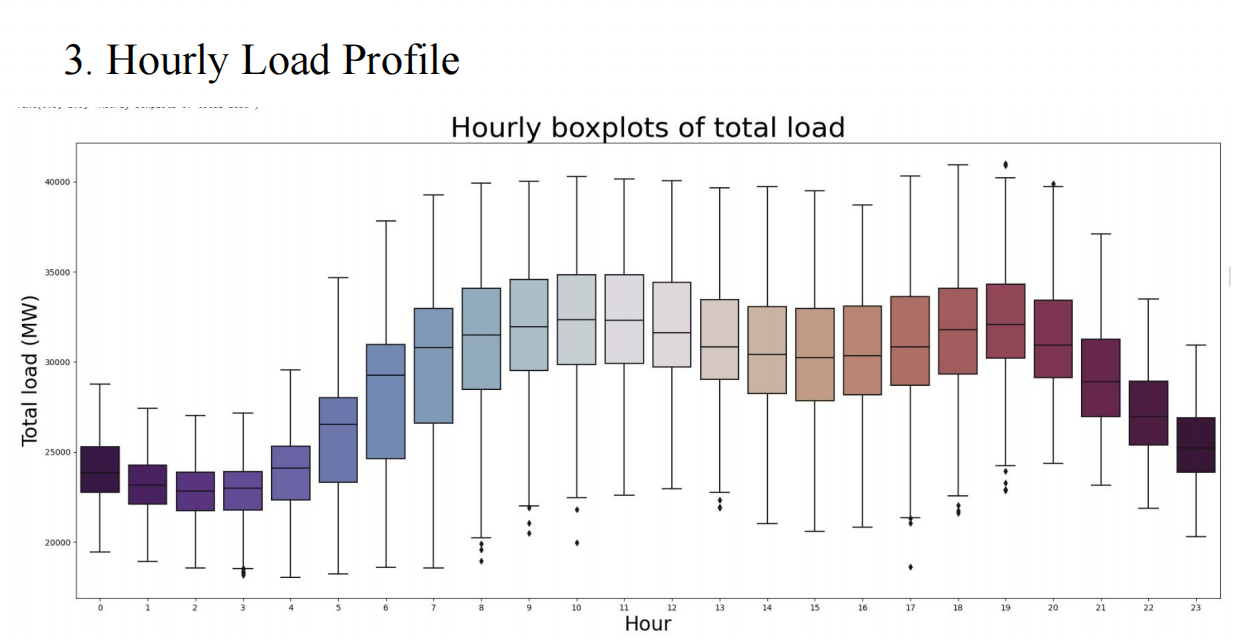 3. Hourly Load Profile
Hourly boxplots of total load
Total load (MW)
40000
35000
30000
25000
20000
0 1 2 3 4 5 6 7 8 9 10 11 12 13 14 15 16 17 18 19 20 21 22 23
Hour